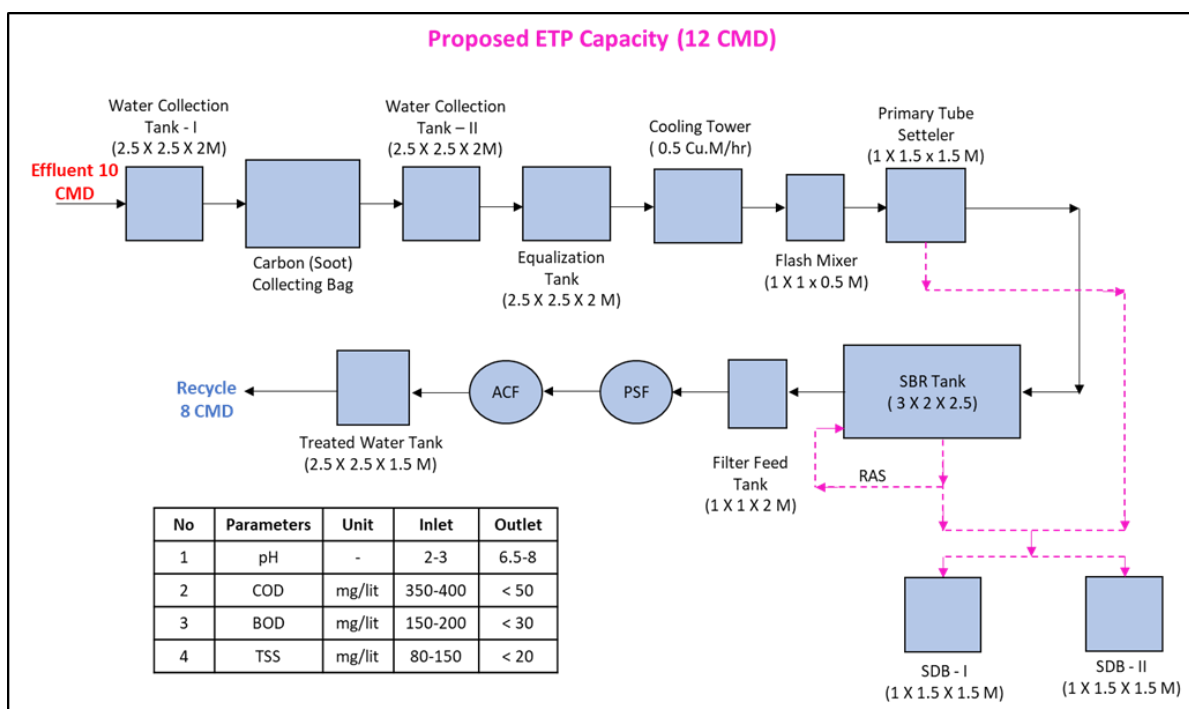 Proposed ETP Capacity (12 CMD)
Water Collection
Tank - I
(2.5 X 2.5 X 2M)
Water Collection
Tank – II
(2.5 X 2.5 X 2M)
Cooling Tower
( 0.5 Cu.M/hr)
Primary Tube
Setteler
(1 X 1.5 x 1.5 M)
Effluent 10
CMD
Carbon (Soot)
Collecting Bag
Equalization
Tank
(2.5 X 2.5 X 2 M)
Flash Mixer
(1 X 1 x 0.5 M)
Recycle
8 CMD
Treated Water Tank
(2.5 X 2.5 X 1.5 M)
ACF
PSF
Filter Feed
Tank
(1 X 1 X 2 M)
SBR Tank
( 3 X 2 X 2.5)
RAS
No Parameters Unit Inlet Outlet
1 pH - 2-3 6.5-8
2 COD mg/lit 350-400 < 50
3 BOD mg/lit 150-200 < 30
4 TSS mg/lit 80-150 < 20
SDB - I
(1 X 1.5 X 1.5 M)
SDB - II
(1 X 1.5 X 1.5 M)